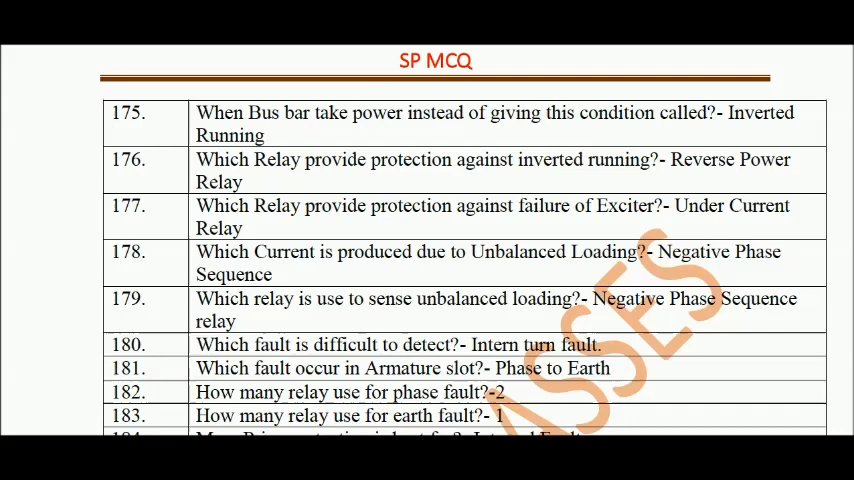 SP MCQ
175. When Bus bar take power instead of giving this condition called?- Inverted
Running
176. Which Relay provide protection against inverted running?- Reverse Power
Relay
177. Which Relay provide protection against failure of Exciter?- Under Current
Relay
178. Which Current is produced due to Unbalanced Loading?- Negative Phase
Sequence
179. Which relay is use to sense unbalanced loading?- Negative Phase Sequence
relay
180. Which fault is difficult to detect?- Intern turn fault.
181. Which fault occur in Armature slot?- Phase to Earth
182. How many relay use for phase fault?-2
183. How many relay use for earth fault?- 1
ASSES